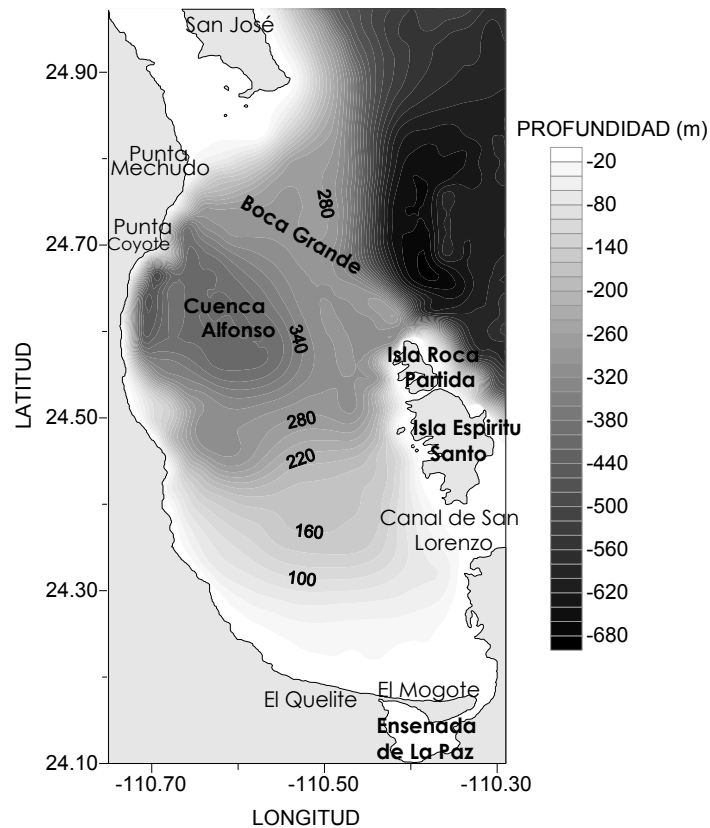 San José
24.90
PROFUNDIDAD (m)
-20
Punta
Mechudo
-80
280
Boca Grande
Punta
Coyote
24.70
-140
-200
Cuenca
Alfonso
340
-260
LATITUD
Isla Roca
Partida
-320
24.50
280
Isla Espiritu
Santo
-380
220
-440
Canal de San
Lorenzo
160
-500
100
-560
24.30
-620
-680
El Quelite
El Mogote
Ensenada
de La Paz
24.10
-110.70
-110.50
-110.30
LONGITUD